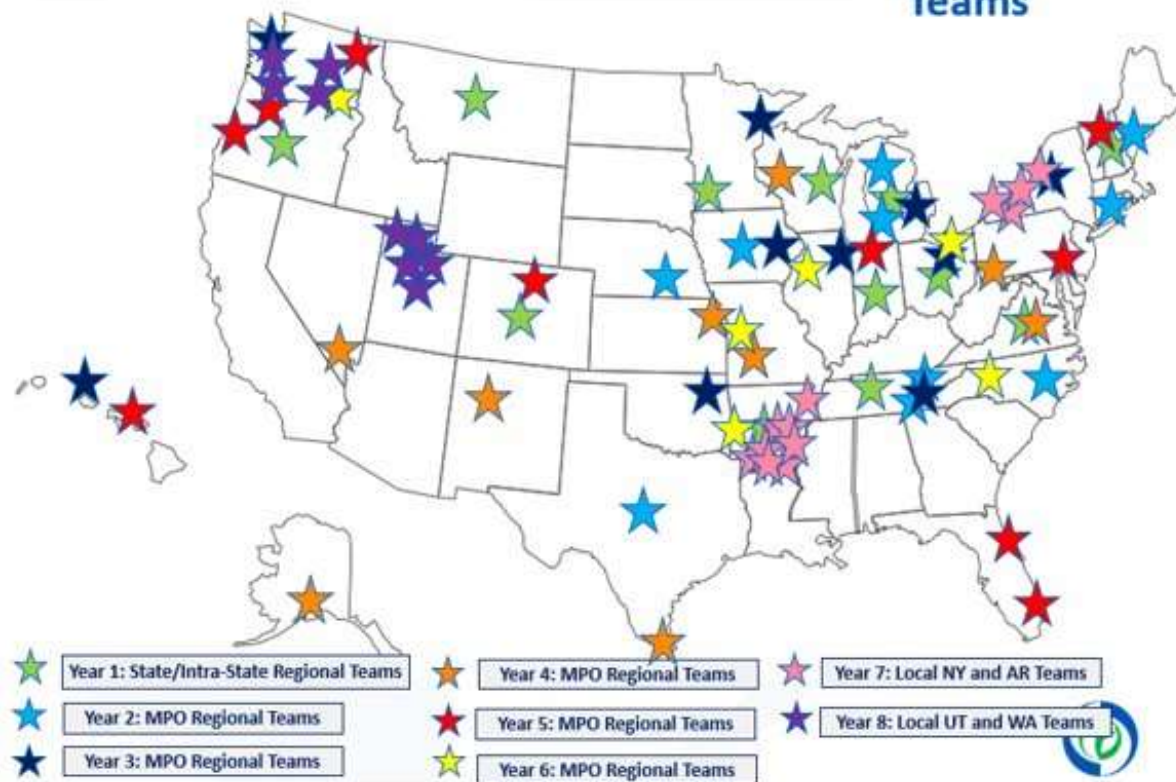 Teams
Year 1: State/Intra-State Regional Teams
Year 2: MPO Regional Teams
Year 3: MPO Regional Teams
Year 4: MPO Regional Teams
Year 5: MPO Regional Teams
Year 6: MPO Regional Teams
Year 7: Local NY and AR Teams
Year 8: Local UT and WA Teams